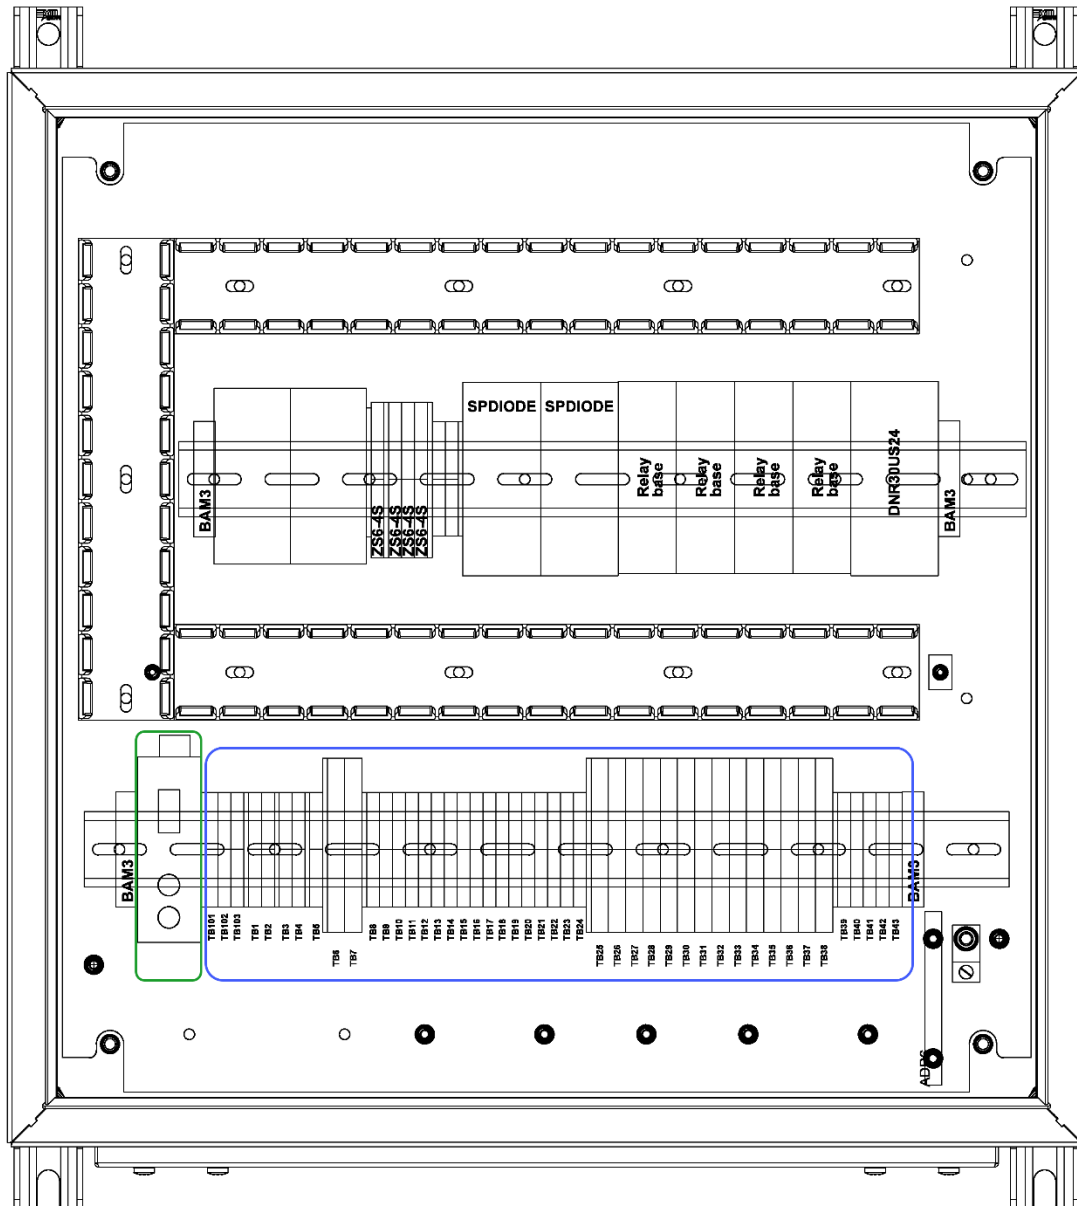 SPDIODE SPDIODE
BAM3
ZS6-4S
ZS6-4S
ZS6-4S
ZS6-4S
Relay
base
Relay
base
Relay
base
Relay
base
DNR30US24
BAM3
BAM3
TB101
TB102
TB103
TB1
TB2
TB3
TB4
TB5
TB6
TB7
TB8
TB9
TB10
TB11
TB12
TB13
TB14
TB15
TB16
TB17
TB18
TB19
TB20
TB21
TB22
TB23
TB24
TB25
TB26
TB27
TB28
TB29
TB30
TB31
TB32
TB33
TB34
TB35
TB36
TB37
TB38
TB39
TB40
TB41
TB42
TB43
BAM3